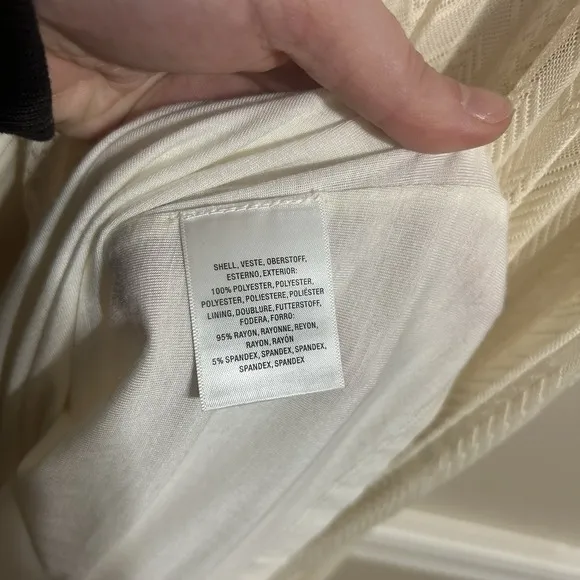 SHELL, VESTE, OBERSTOFF,
ESTERNO, EXTERIOR:
100% POLYESTER, POLYESTER,
POLYESTER, POLIESTERE, POLIÉSTER
LINING, DOUBLURE, FUTTERSTOFF,
FODERA, FORRO:
95% RAYON, RAYONNE, REYON,
RAYON, RAYÓN
5% SPANDEX, SPANDEX, SPANDEX,
SPANDEX, SPANDEX